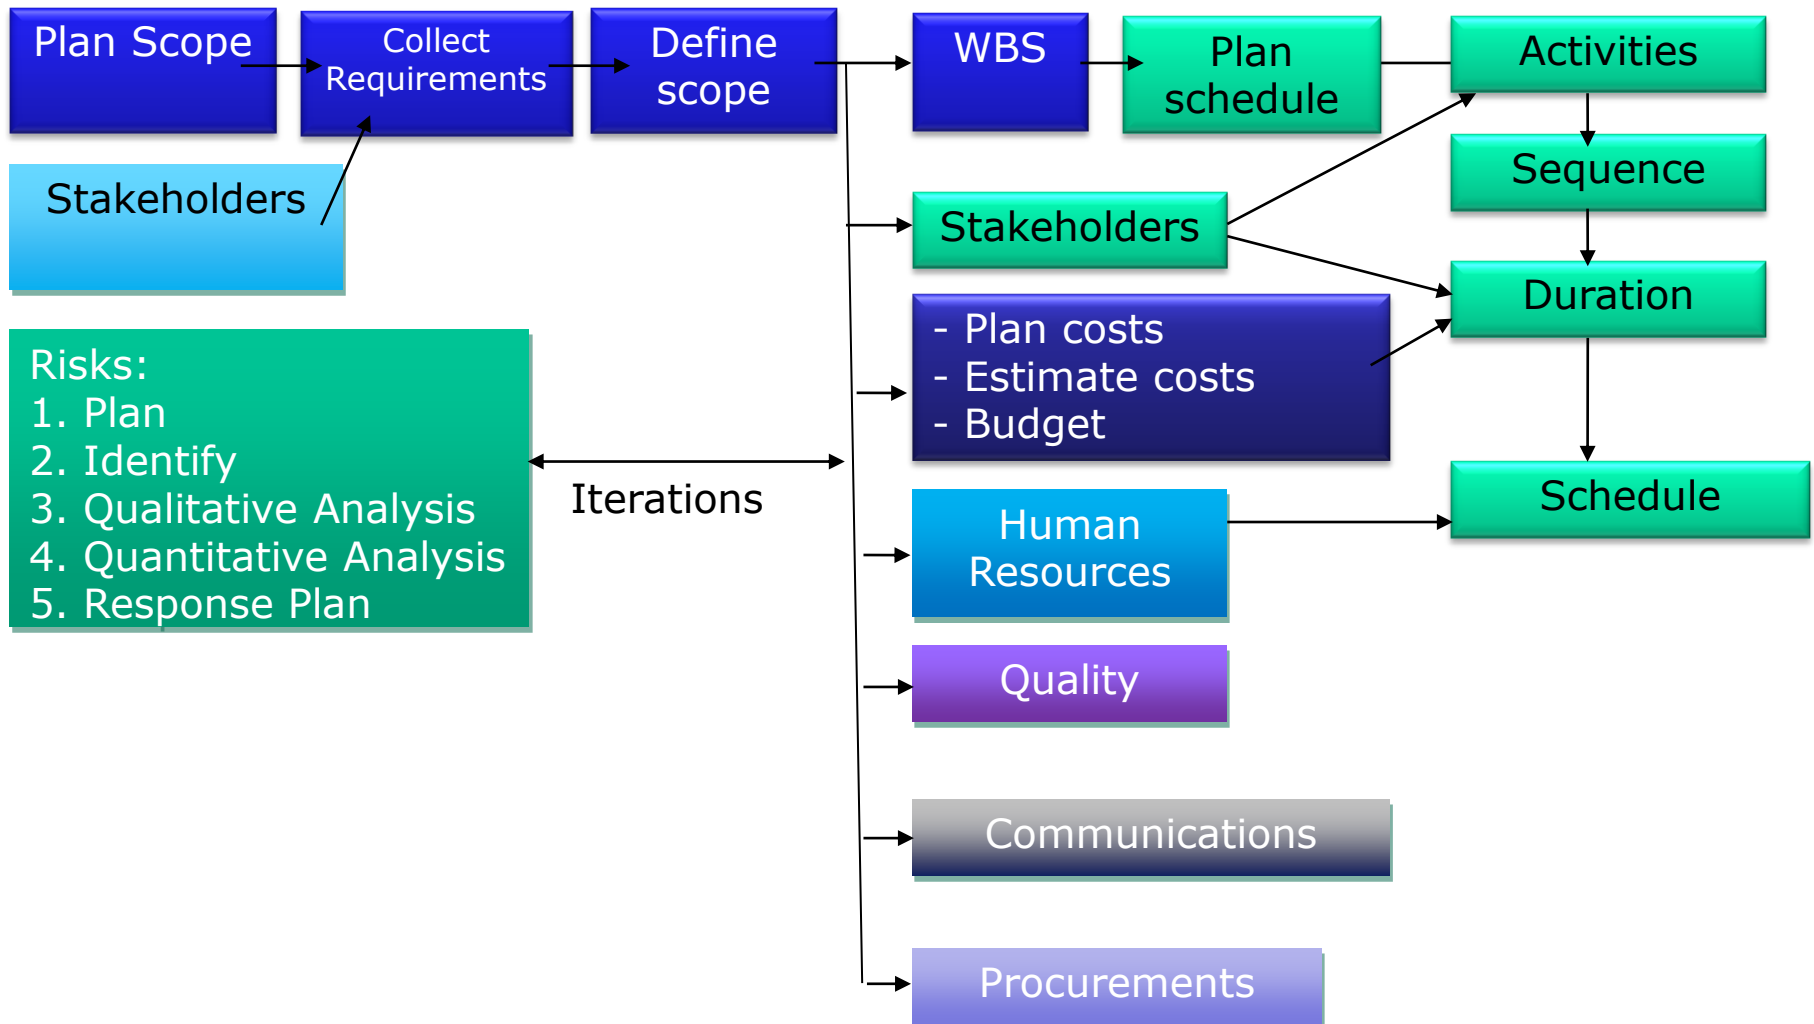 Plan Scope
Collect
Requirements
Define
scope
WBS
Plan
schedule
Activities
Stakeholders
Sequence
Stakeholders
Duration
- Plan costs
- Estimate costs
- Budget
Risks:
1. Plan
2. Identify
3. Qualitative Analysis
4. Quantitative Analysis
5. Response Plan
Iterations
Schedule
Human
Resources
Quality
Communications
Procurements